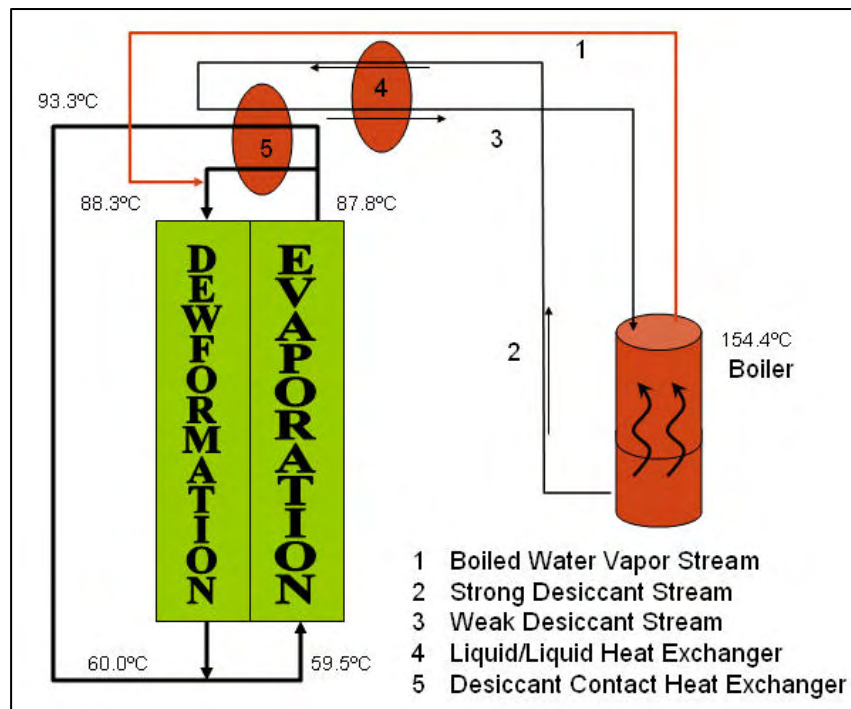 1
4
93.3ºC
3
5
88.3ºC
87.8ºC
DEWFORMATION
EVAPORATION
154.4ºC
Boiler
2
1 Boiled Water Vapor Stream
2 Strong Desiccant Stream
3 Weak Desiccant Stream
4 Liquid/Liquid Heat Exchanger
5 Desiccant Contact Heat Exchanger
60.0ºC
59.5ºC